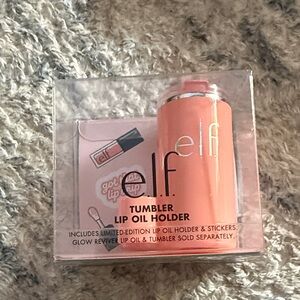 e.l.f.
e.l.f.
TUMBLER
LIP OIL HOLDER
INCLUDES LIMITED-EDITION LIP OIL HOLDER & STICKERS.
GLOW REVIVER LIP OIL & TUMBLER SOLD SEPARATELY.